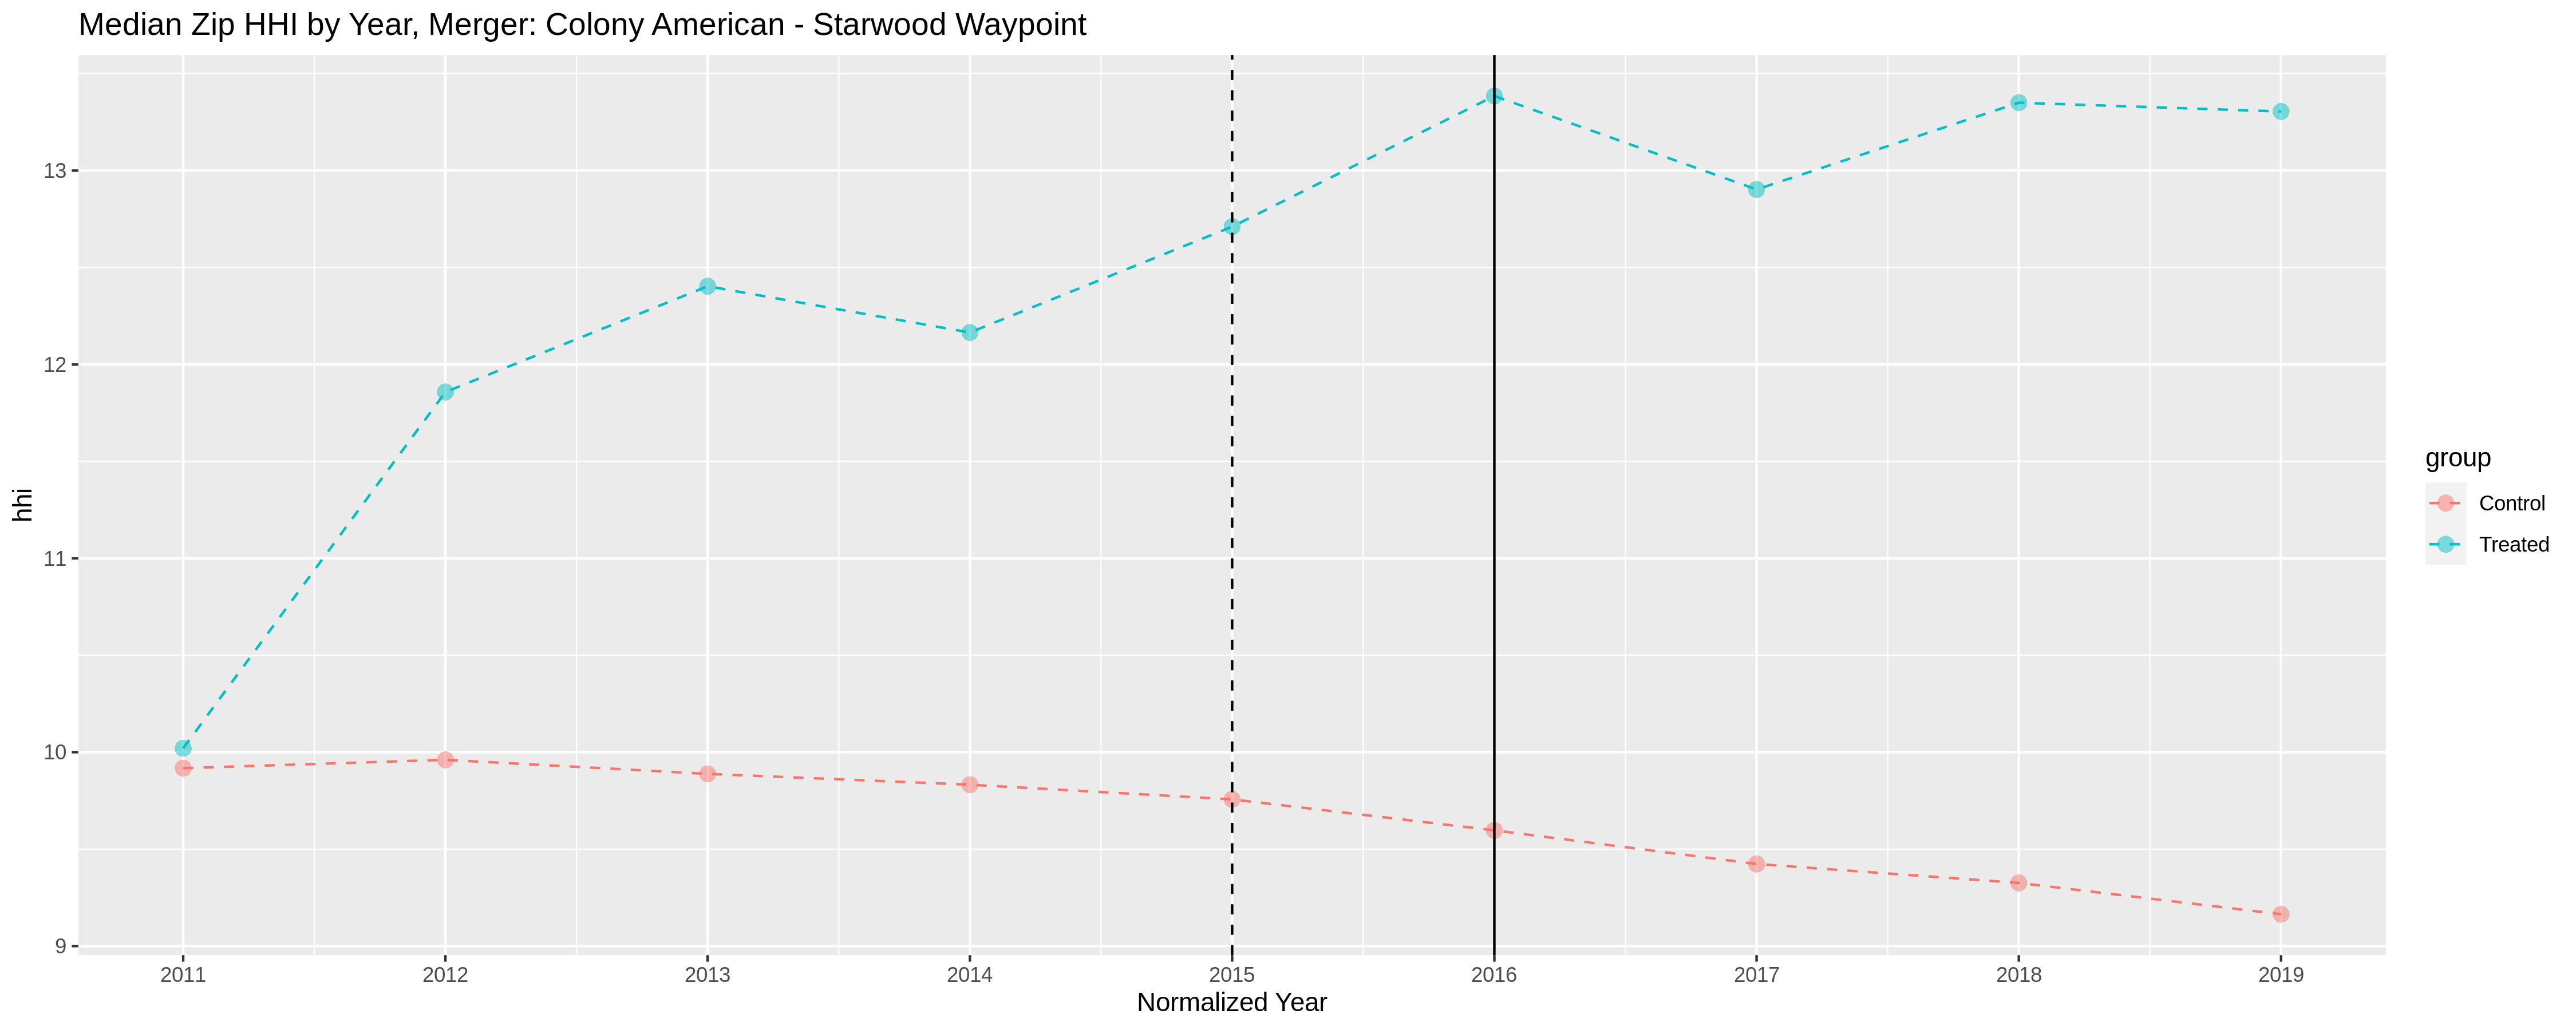 Median Zip HHI by Year, Merger: Colony American - Starwood Waypoint
hhi
13
12
11
10
9
2011 2012 2013 2014 2015 2016 2017 2018 2019
Normalized Year
group
Control
Treated